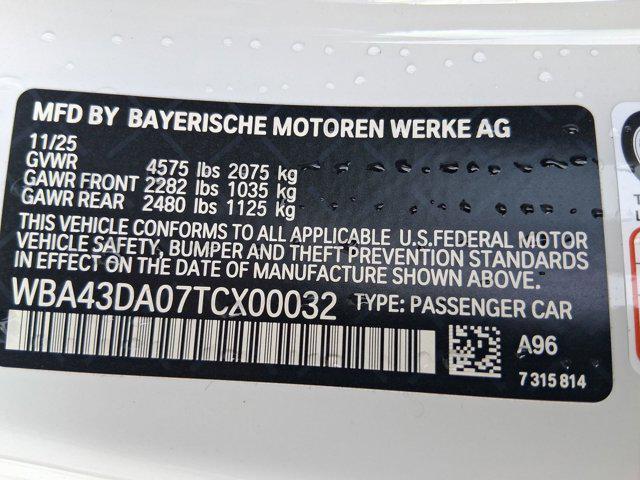 MFD BY BAYERISCHE MOTOREN WERKE AG
11/25
GVWR 4575 lbs 2075 kg
GAWR FRONT 2282 lbs 1035 kg
GAWR REAR 2480 lbs 1125 kg
THIS VEHICLE CONFORMS TO ALL APPLICABLE U.S.FEDERAL MOTOR
VEHICLE SAFETY, BUMPER AND THEFT PREVENTION STANDARDS
IN EFFECT ON THE DATE OF MANUFACTURE SHOWN ABOVE.
WBA43DA07TCX00032 TYPE: PASSENGER CAR
A96
7 315 814